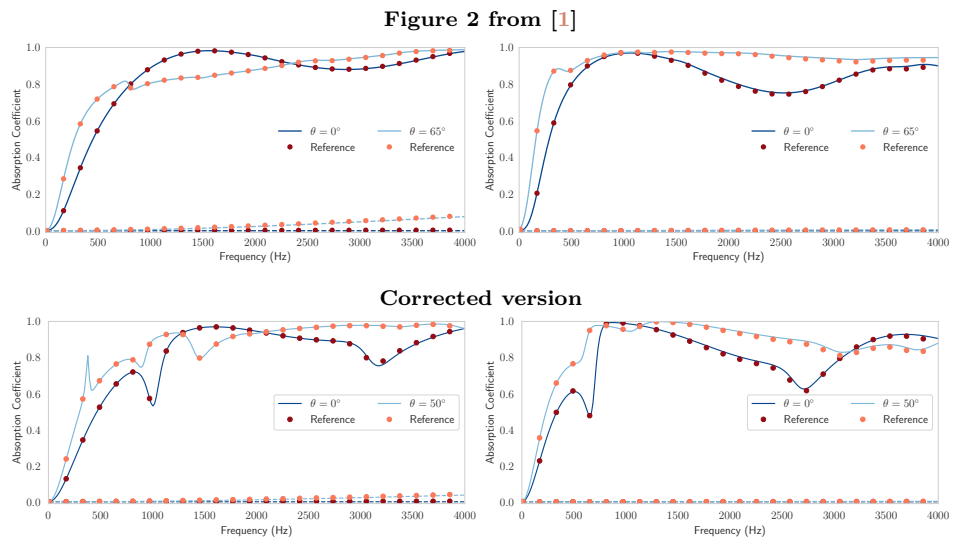 Figure 2 from [1]
1.0
0.8
0.6
0.4
0.2
0.0
Absorption Coefficient
θ = 0° θ = 65°
Reference Reference
0 500 1000 1500 2000 2500 3000 3500 4000
Frequency (Hz)
1.0
0.8
0.6
0.4
0.2
0.0
Absorption Coefficient
θ = 0° θ = 65°
Reference Reference
0 500 1000 1500 2000 2500 3000 3500 4000
Frequency (Hz)
Corrected version
1.0
0.8
0.6
0.4
0.2
0.0
Absorption Coefficient
θ = 0° θ = 50°
Reference Reference
0 500 1000 1500 2000 2500 3000 3500 4000
Frequency (Hz)
1.0
0.8
0.6
0.4
0.2
0.0
Absorption Coefficient
θ = 0° θ = 50°
Reference Reference
0 500 1000 1500 2000 2500 3000 3500 4000
Frequency (Hz)